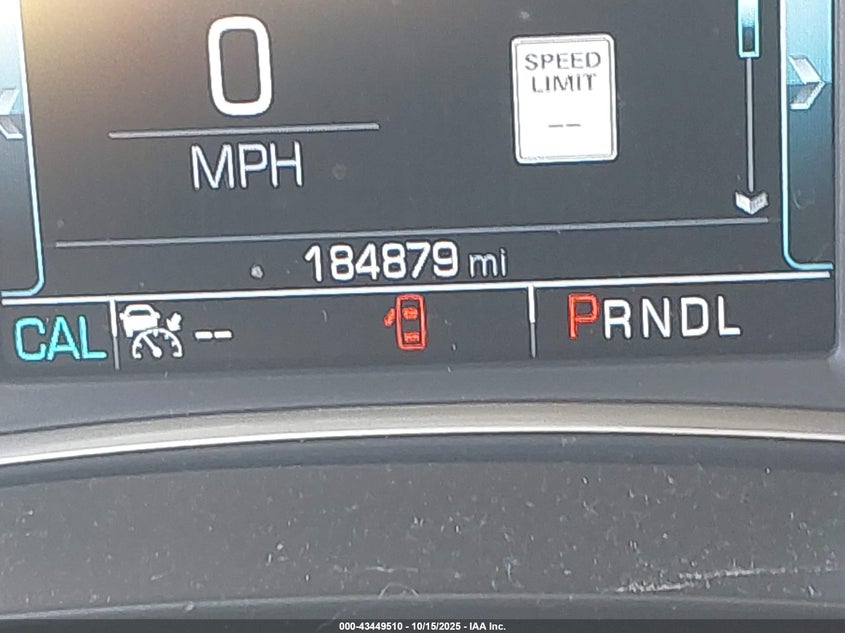 0
MPH
SPEED
LIMIT
--
184879 mi
CAL
--
PRNDL
000-43449510 - 10/15/2025 - IAA Inc.